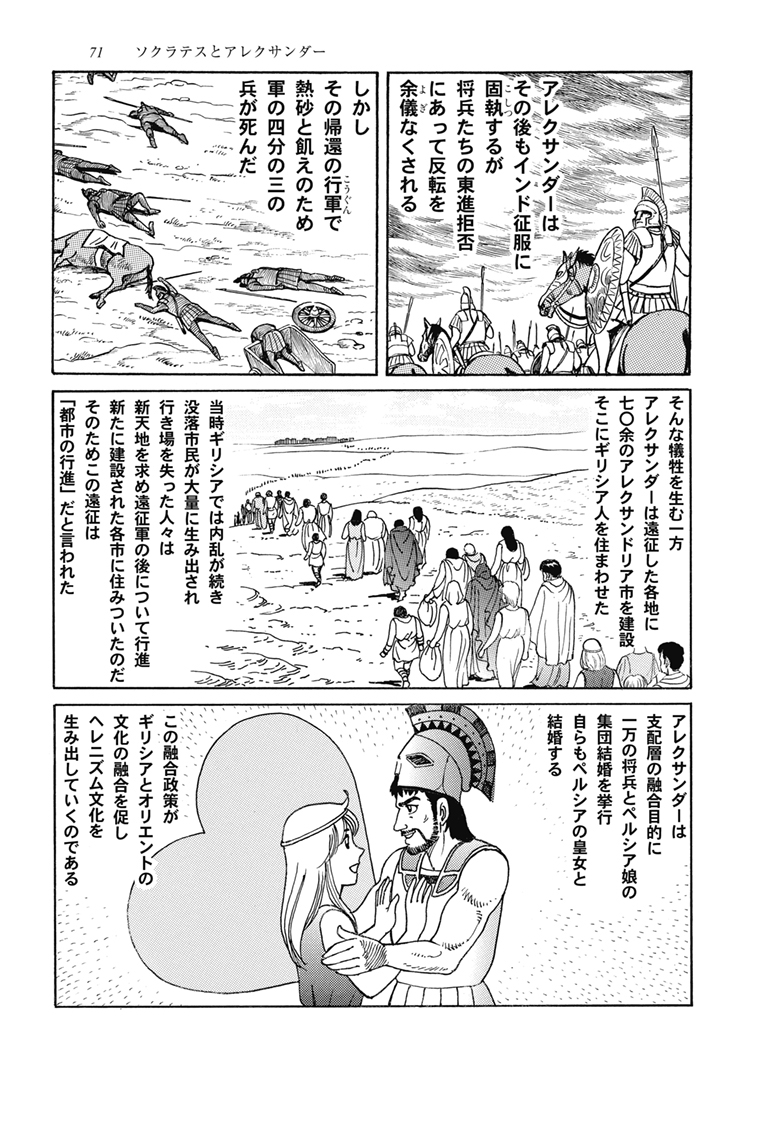 71　ソクラテスとアレクサンダー
アレクサンダーは
その後もインド征服に
固執するが
こしつ
将兵たちの東進拒否
にあって反転を
余儀なくされる
よぎ
しかし
その帰還の行軍で
こうぐん
熱砂と飢えのため
軍の四分の三の
兵が死んだ
そんな犠牲を生む一方
アレクサンダーは遠征した各地に
七〇余のアレクサンドリア市を建設
そこにギリシア人を住まわせた
当時ギリシアでは内乱が続き
没落市民が大量に生み出され
行き場を失った人々は
新天地を求め遠征軍の後について行進
新たに建設された各市に住みついたのだ
そのためこの遠征は
「都市の行進」だと言われた
アレクサンダーは
支配層の融合目的に
一万の将兵とペルシア娘の
集団結婚を挙行
自らもペルシアの皇女と
結婚する
この融合政策が
ギリシアとオリエントの
文化の融合を促し
ヘレニズム文化を
生み出していくのである